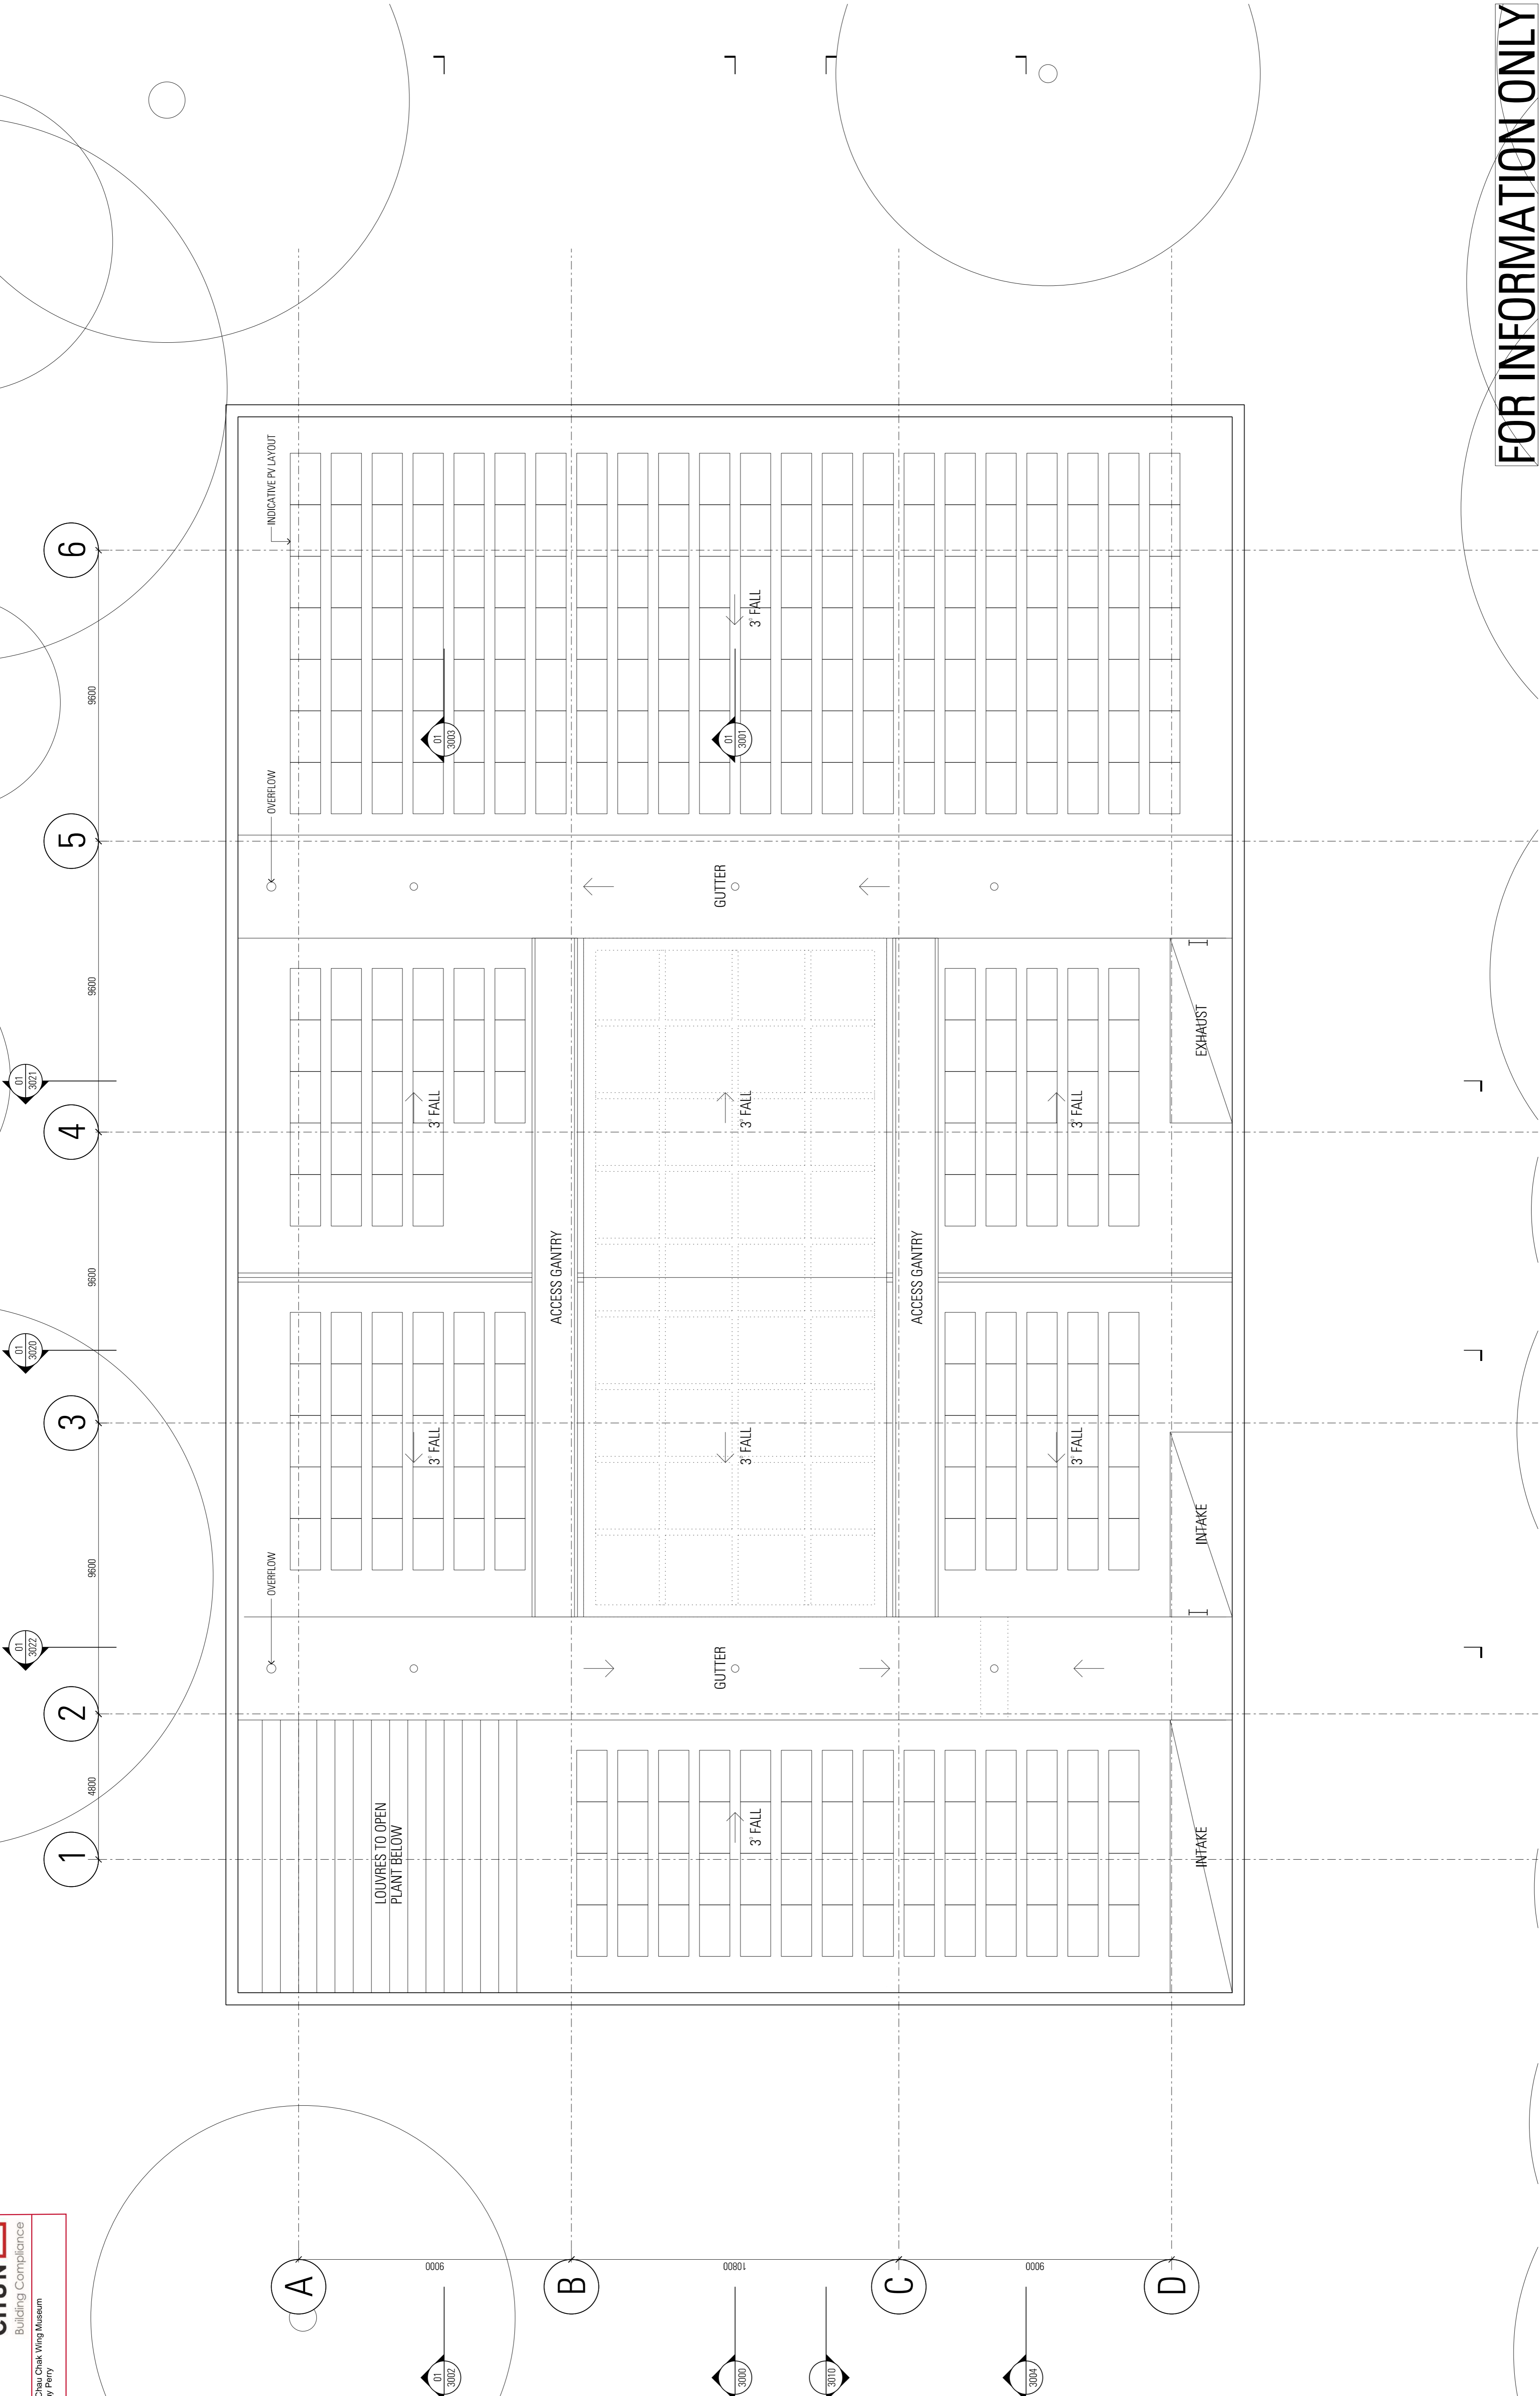 FOR INFORMATION ONLY
6
5
4
3
2
1
9600
9600
9600
9600
4800
INDICATIVE PV LAYOUT
3° FALL
01
3003
01
3001
OVERFLOW
GUTTER
01
3021
3° FALL
3° FALL
3° FALL
EXHAUST
ACCESS GANTRY
ACCESS GANTRY
01
3020
3° FALL
3° FALL
3° FALL
INTAKE
OVERFLOW
GUTTER
01
3022
LOUVRES TO OPEN
PLANT BELOW
3° FALL
INTAKE
A
B
C
D
9000
10800
9000
01
3002
3000
3010
3004
Building Compliance
Chau Chak Wing Museum
Perry